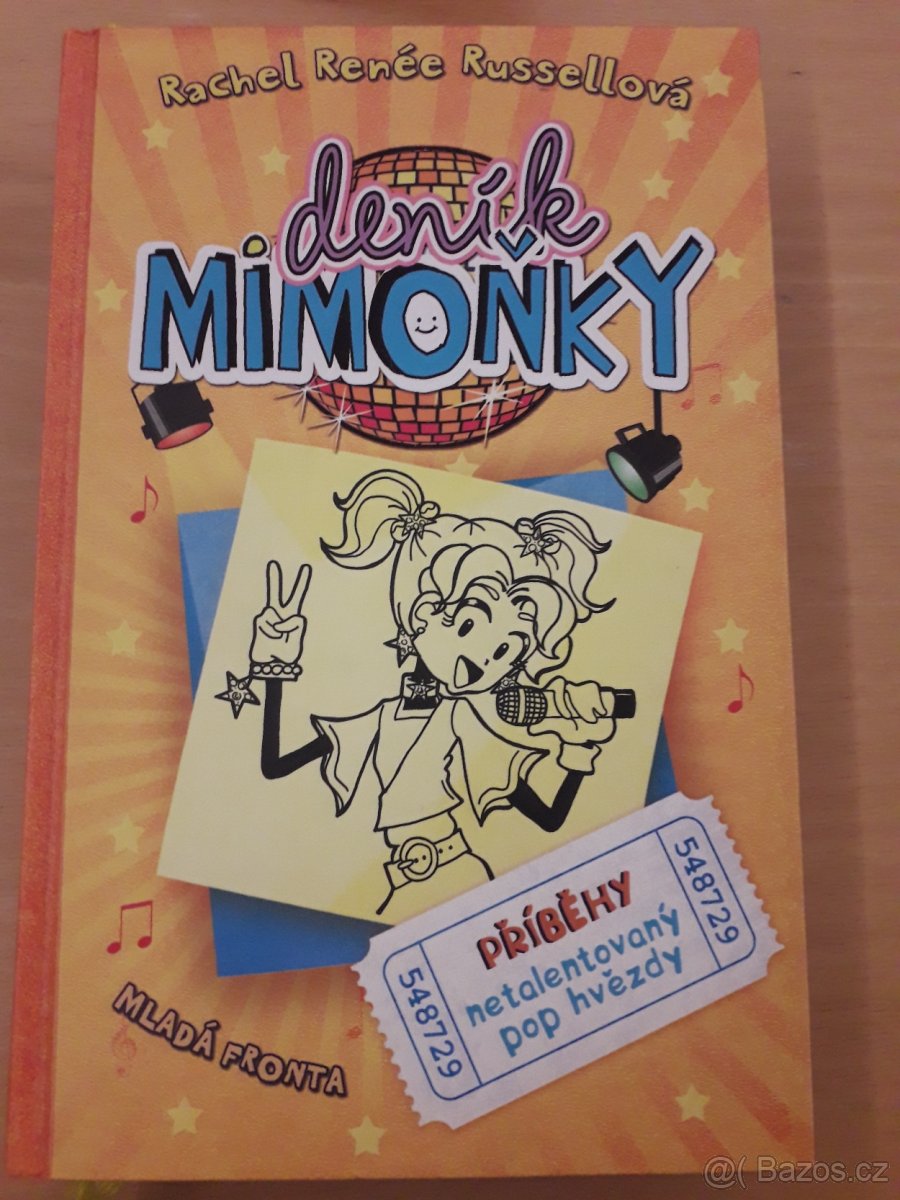 Rachel Renée Russellová
deník
MIMOŇKY
548729
PŘÍBĚHY
netalentovaný
pop hvězdy
548729
MLADÁ FRONTA
@( Bazos.cz